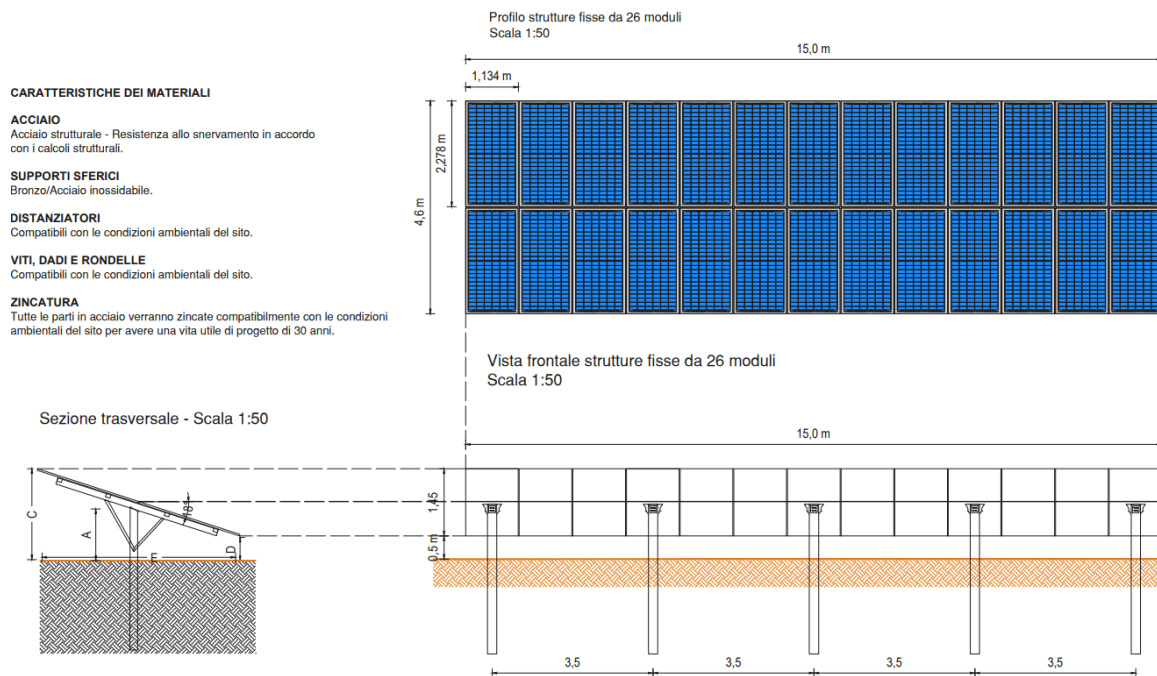 Profilo strutture fisse da 26 moduli
Scala 1:50
15,0 m
1,134 m
CARATTERISTICHE DEI MATERIALI
ACCIAIO
Acciaio strutturale - Resistenza allo snervamento in accordo
con i calcoli strutturali.
SUPPORTI SFERICI
Bronzo/Acciaio inossidabile.
DISTANZIATORI
Compatibili con le condizioni ambientali del sito.
VITI, DADI E RONDELLE
Compatibili con le condizioni ambientali del sito.
ZINCATURA
Tutte le parti in acciaio verranno zincate compatibilmente con le condizioni
ambientali del sito per avere una vita utile di progetto di 30 anni.
2,278 m
4,6 m
Vista frontale strutture fisse da 26 moduli
Scala 1:50
Sezione trasversale - Scala 1:50
15,0 m
C
A
18°
D
E
1,45
0,5 m
3,5
3,5
3,5
3,5